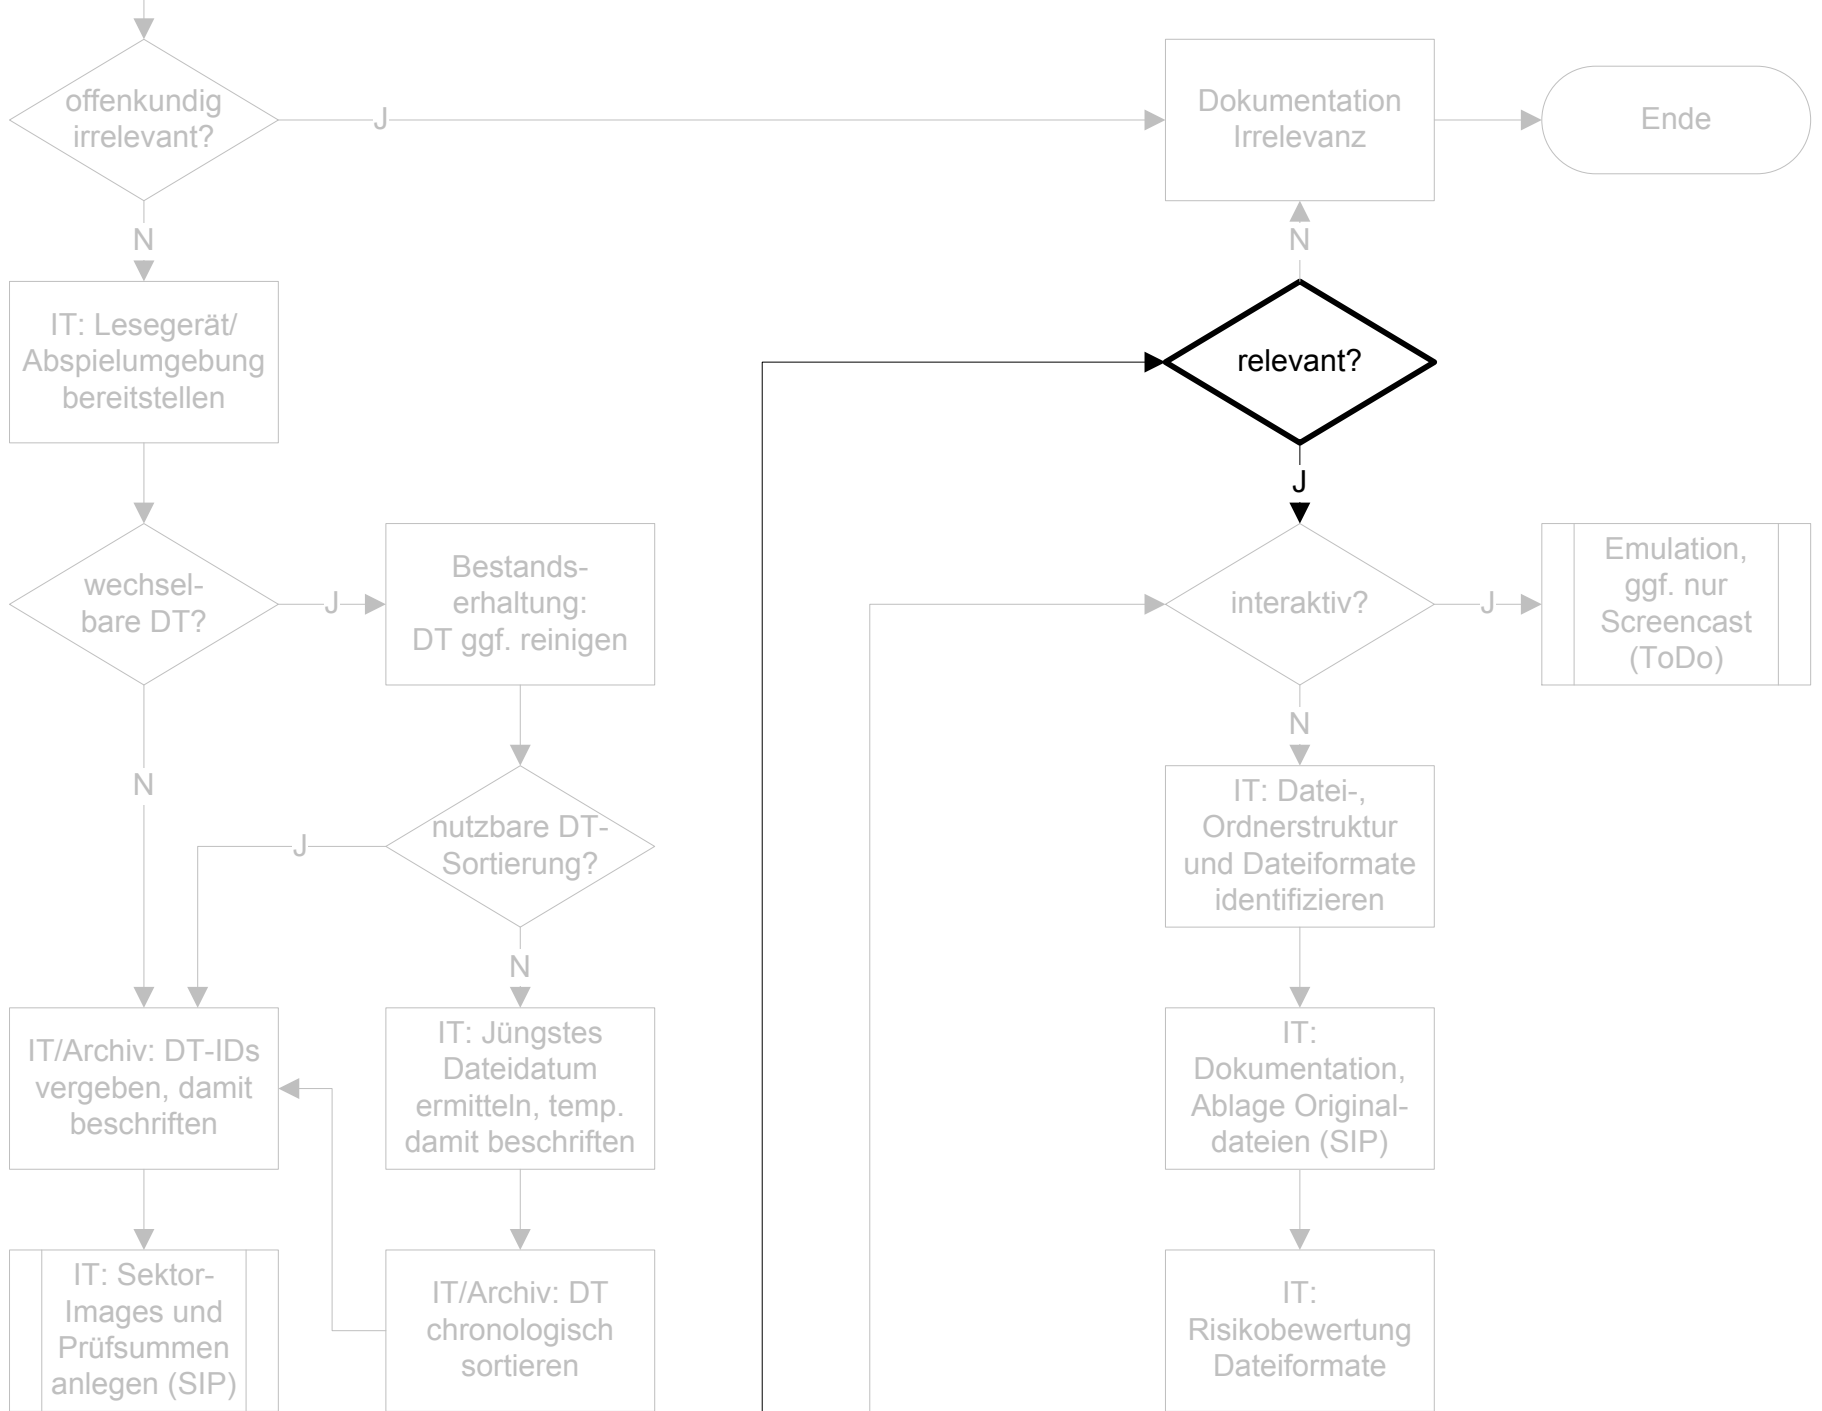 offenkundig
irrelevant?
J
Dokumentation
Irrelevanz
Ende
N
N
IT: Lesegerät/
Abspielumgebung
bereitstellen
relevant?
J
wechsel-
bare DT?
J
Bestands-
erhaltung:
DT ggf. reinigen
interaktiv?
J
Emulation,
ggf. nur
Screencast
(ToDo)
N
N
nutzbare DT-
Sortierung?
J
IT: Datei-,
Ordnerstruktur
und Dateiformate
identifizieren
N
IT/Archiv: DT-IDs
vergeben, damit
beschriften
IT: Jüngstes
Dateidatum
ermitteln, temp.
damit beschriften
IT:
Dokumentation,
Ablage Original-
dateien (SIP)
IT: Sektor-
Images und
Prüfsummen
anlegen (SIP)
IT/Archiv: DT
chronologisch
sortieren
IT:
Risikobewertung
Dateiformate